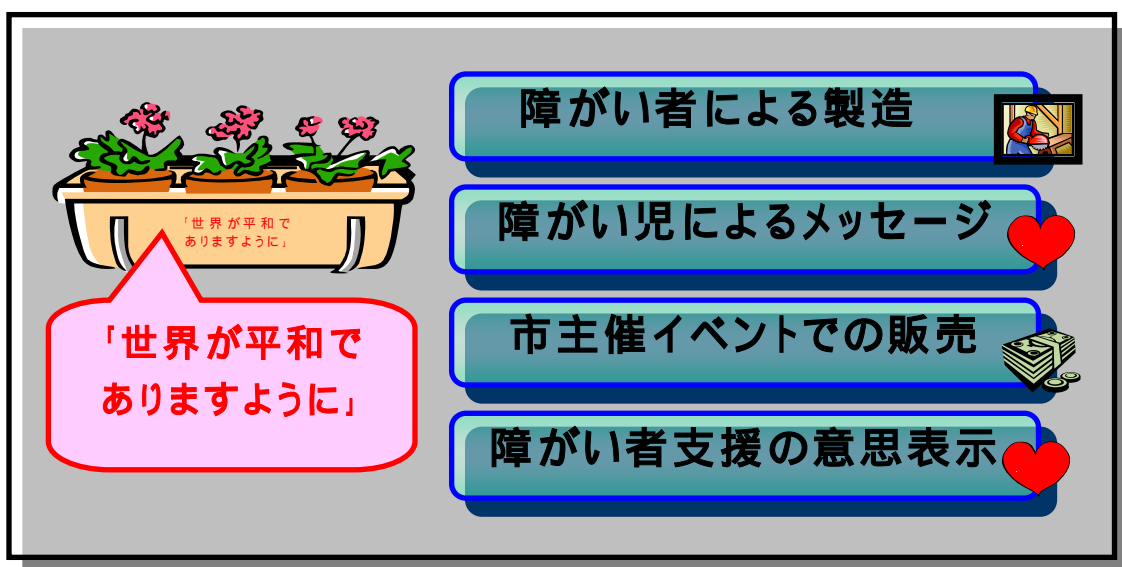 「世界が平和で
ありますように」
「世界が平和で
ありますように」
障がい者による製造
障がい児によるメッセージ
市主催イベントでの販売
障がい者支援の意思表示